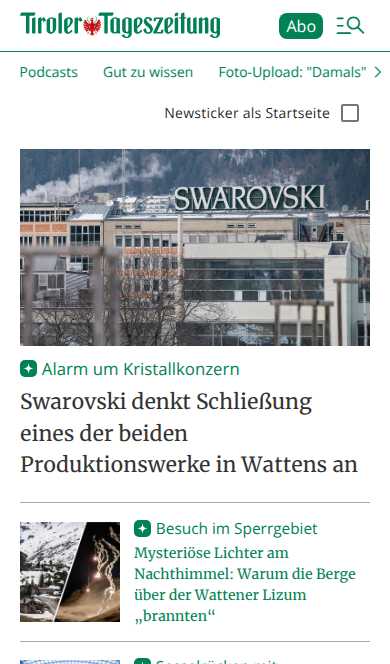 Tiroler Tageszeitung
Abo
Podcasts Gut zu wissen Foto-Upload: "Damals"
Newsticker als Startseite
SWAROVSKI
Alarm um Kristallkonzern
Swarovski denkt Schließung
eines der beiden
Produktionswerke in Wattens an
Besuch im Sperrgebiet
Mysteriöse Lichter am
Nachthimmel: Warum die Berge
über der Wattener Lizum
„brannten“